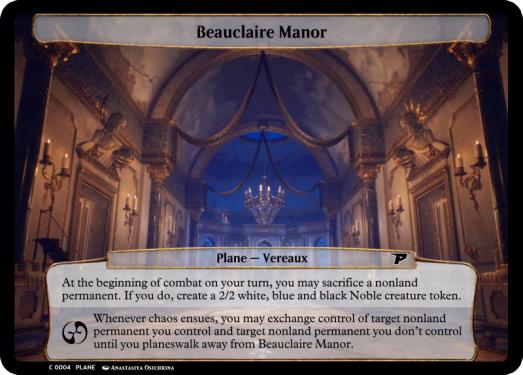 Beauclaire Manor
Plane — Vereaux
At the beginning of combat on your turn, you may sacrifice a nonland
permanent. If you do, create a 2/2 white, blue and black Noble creature token.
Whenever chaos ensues, you may exchange control of target nonland
permanent you control and target nonland permanent you don't control
until you planeswalk away from Beauclaire Manor.
C 0004 PLANE Anastasiya Osichkina